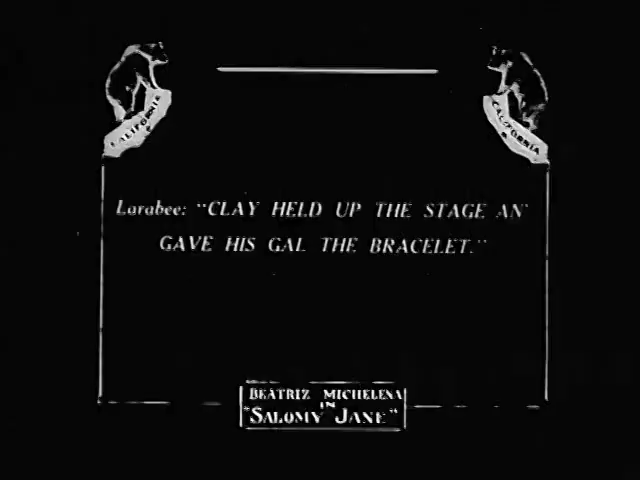 CALIFORNIA
CALIFORNIA
Larabee: "CLAY HELD UP THE STAGE AN'
GAVE HIS GAL THE BRACELET."
BEATRIZ MICHELENA
IN
"SALOMY JANE"